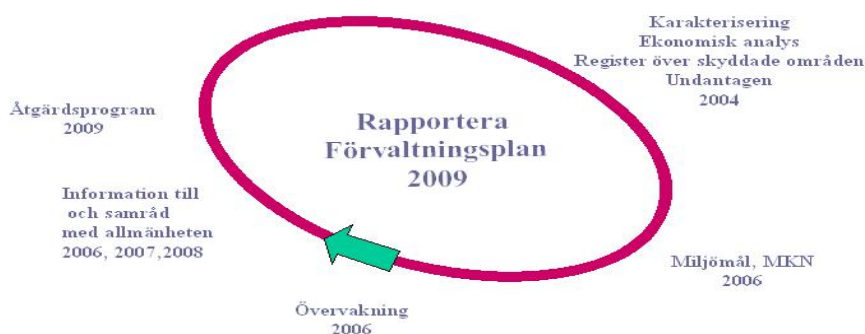 Karakterisering
Ekonomisk analys
Register över skyddade områden
Undantagen
2004
Åtgärdsprogram
2009
Rapportera
Förvaltningsplan
2009
Information till
och samråd
med allmänheten
2006, 2007,2008
Miljömål, MKN
2006
Övervakning
2006